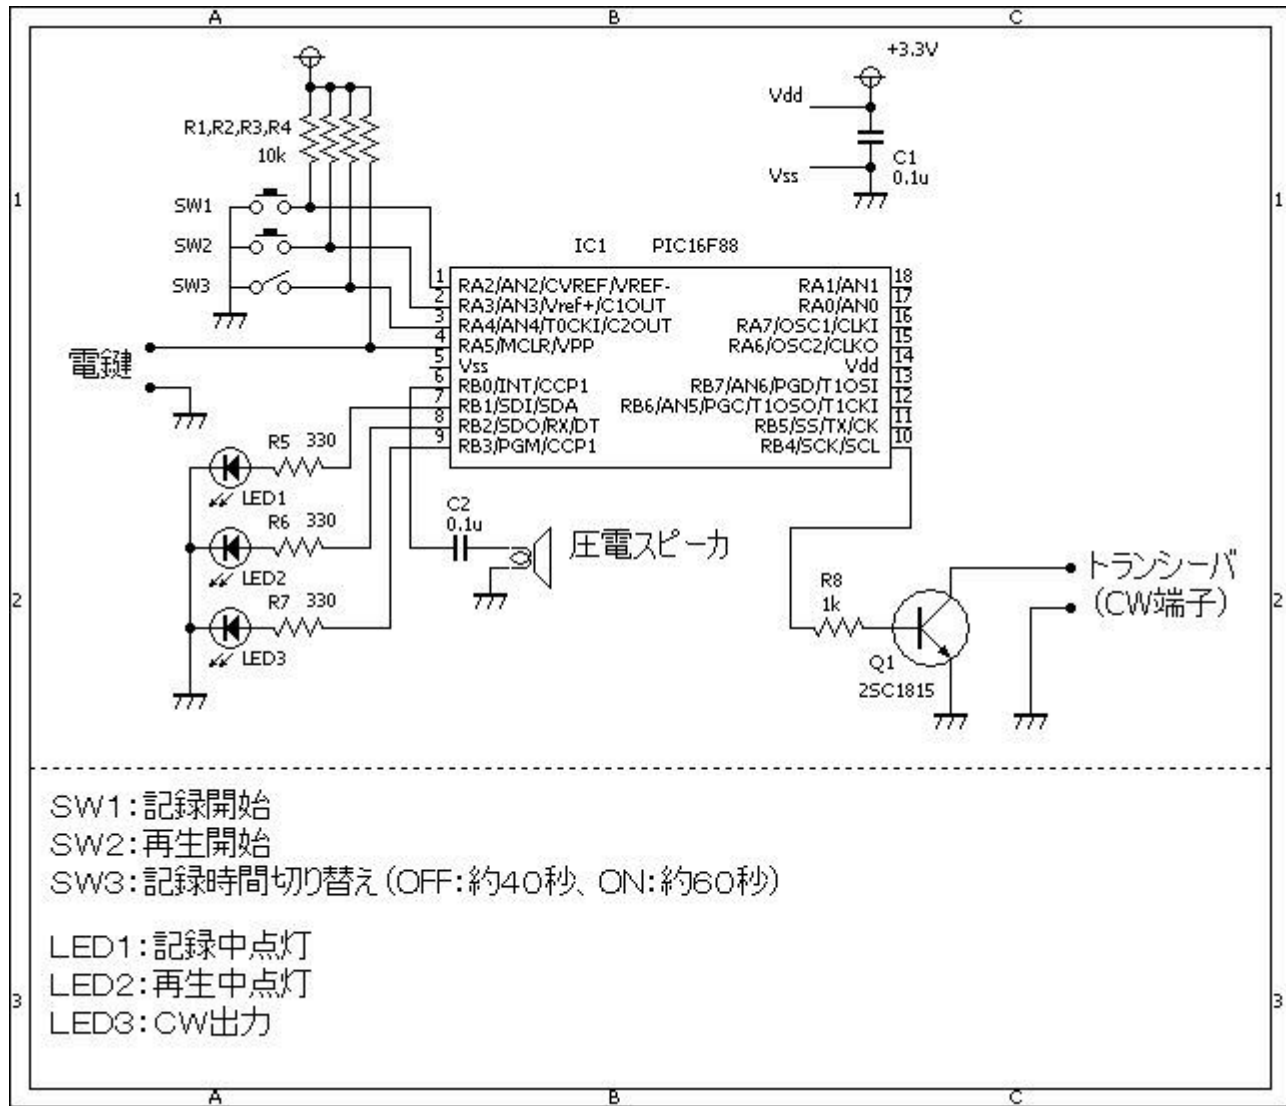 A
B
C
+3.3V
Vdd
R1,R2,R3,R4
10k
C1
0.1u
Vss
1
1
SW1
SW2
IC1 PIC16F88
SW3
1 RA2/AN2/CVREF/VREF-
2 RA3/AN3/Vref+/C1OUT
3 RA4/AN4/T0CKI/C2OUT
4 RA5/MCLR/VPP
5 Vss
6 RB0/INT/CCP1
7 RB1/SDI/SDA
8 RB2/SDO/RX/DT
9 RB3/PGM/CCP1
RA1/AN1 18
RA0/AN0 17
RA7/OSC1/CLKI 16
RA6/OSC2/CLKO 15
Vdd 14
RB7/AN6/PGD/T1OSI 13
RB6/AN5/PGC/T1OSO/T1CKI 12
RB5/SS/TX/CK 11
RB4/SCK/SCL 10
電鍵
R5 330
LED1
R6 330
LED2
R7 330
LED3
C2
0.1u
圧電スピーカ
R8
1k
Q1
2SC1815
トランシーバ
(CW端子)
2
2
SW1:記録開始
SW2:再生開始
SW3:記録時間切り替え(OFF:約40秒、ON:約60秒)
LED1:記録中点灯
LED2:再生中点灯
LED3:CW出力
3
3
A
B
C